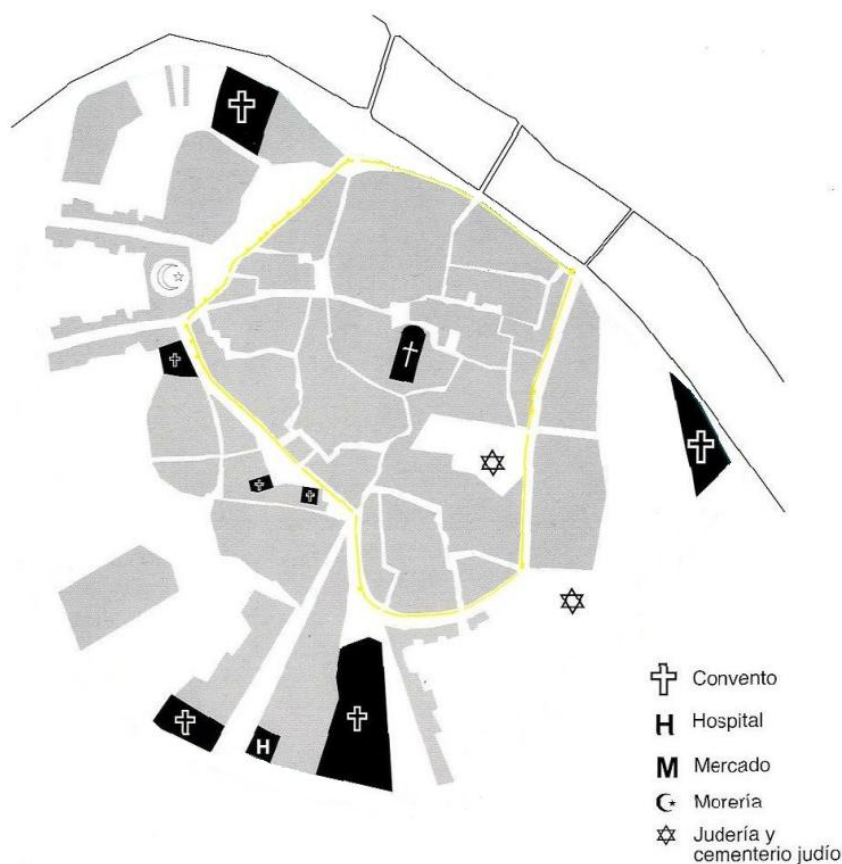 H
Convento
H Hospital
M Mercado
Morería
Judería y
cementerio judío